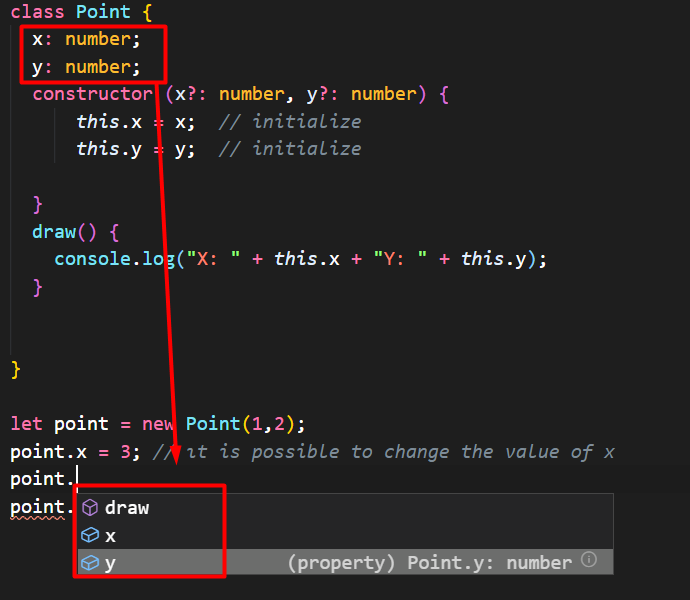 class Point {
x: number;
y: number;
constructor (x?: number, y?: number) {
this.x = x; // initialize
this.y = y; // initialize
}
draw() {
console.log("X: " + this.x + "Y: " + this.y);
}
}
let point = new Point(1,2);
point.x = 3; // it is possible to change the value of x
point.
point.
draw
x
y (property) Point.y: number